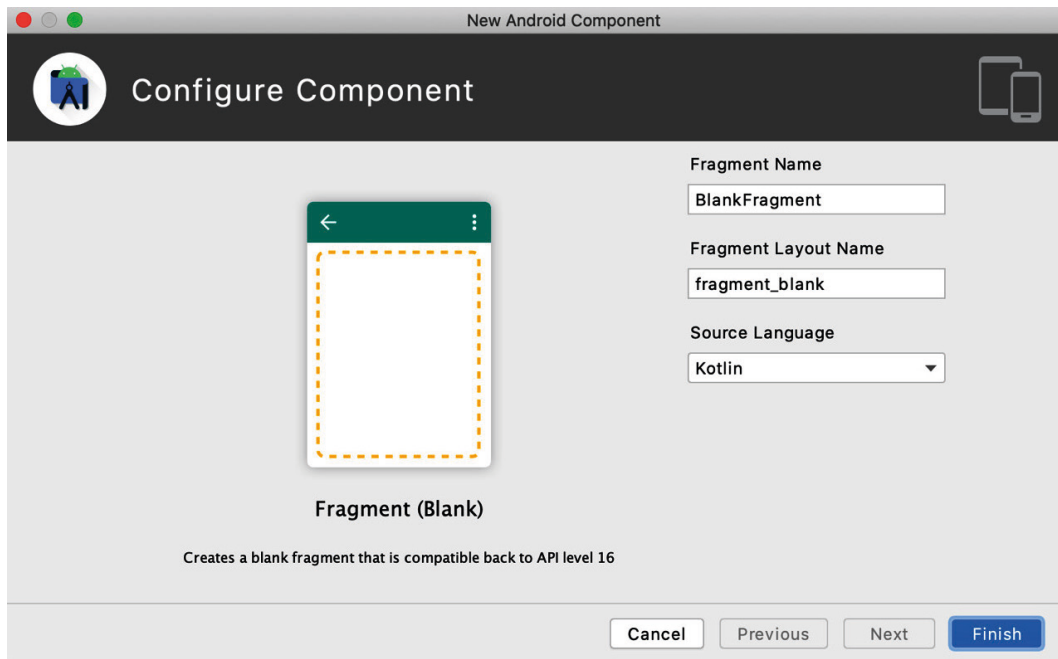 New Android Component
Configure Component
Fragment Name
BlankFragment
Fragment Layout Name
fragment_blank
Source Language
Kotlin
Fragment (Blank)
Creates a blank fragment that is compatible back to API level 16
Cancel
Previous
Next
Finish